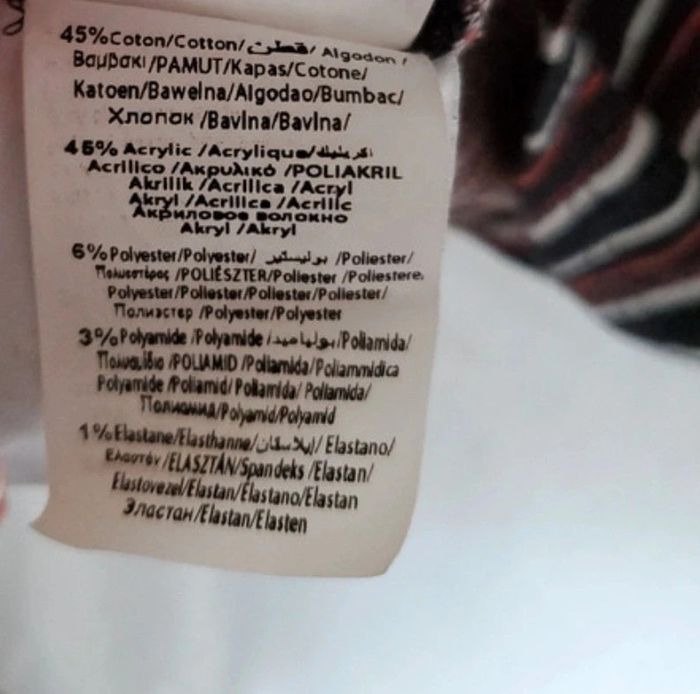 45%Coton/Cotton/قطن/ Algodon /
Βαμβακι/PAMUT/Kapas/Cotone/
Katoen/Bawelna/Algodao/Bumbac/
Хлопок /Bavlna/Bavlna/
45% Acrylic /Acrylique/اكريليك
Acrilico /Ακρυλικό /POLIAKRIL
Akrilik /Acrilica /Acryl
Akryl /Acrilica /Acrilic
Акриловое волокно
Akryl /Akryl
6%Polyester/Polyester/ بوليستير /Poliester/
Πολυεστέρας /POLIÉSZTER/Poliester /Poliestere.
Polyester/Poliester/Poliester/Poliester/
Полиэстер /Polyester/Polyester
3%Polyamide /Polyamide /بولياميد/Poliamida/
Πολυαμίδιο /POLIAMID /Poliamida/Poliammidica
Polyamide /Poliamid/ Poliamida/ Poliamida/
/Polyamid/Polyamid
1%Elastane/Elasthanne/إيلاستان/ Elastano/
Ελαστάν /ELASZTÁN/Spandeks /Elastan/
Elastovezel/Elastan/Elastano/Elastan
Эластан/Elastan/Elasten